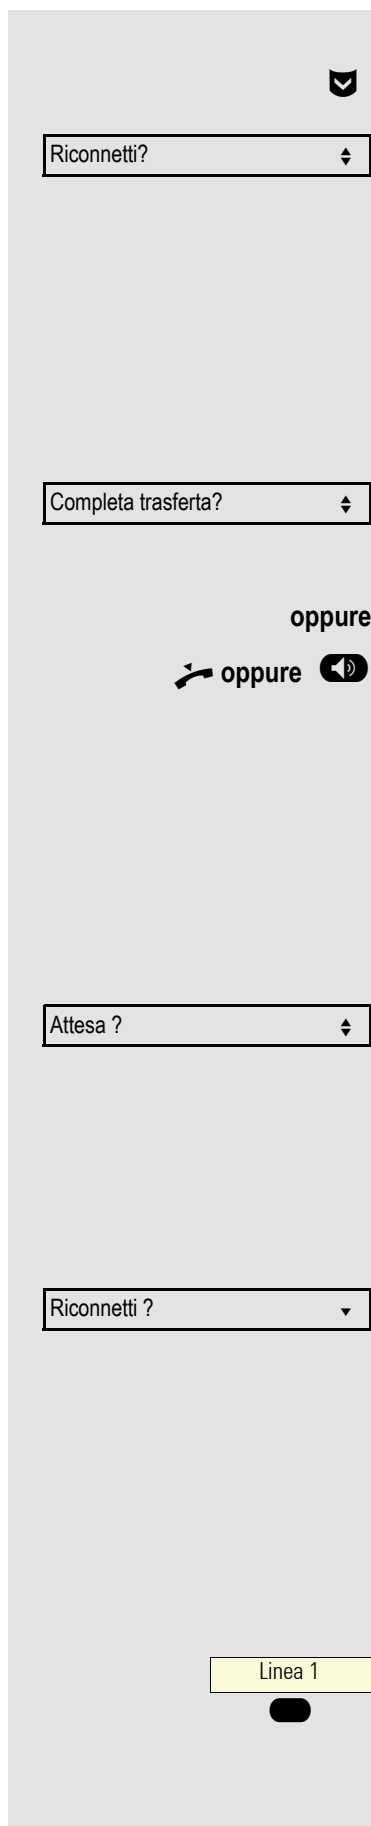 Riconnetti?
Completa trasferta?
oppure
oppure
Attesa ?
Riconnetti ?
Linea 1